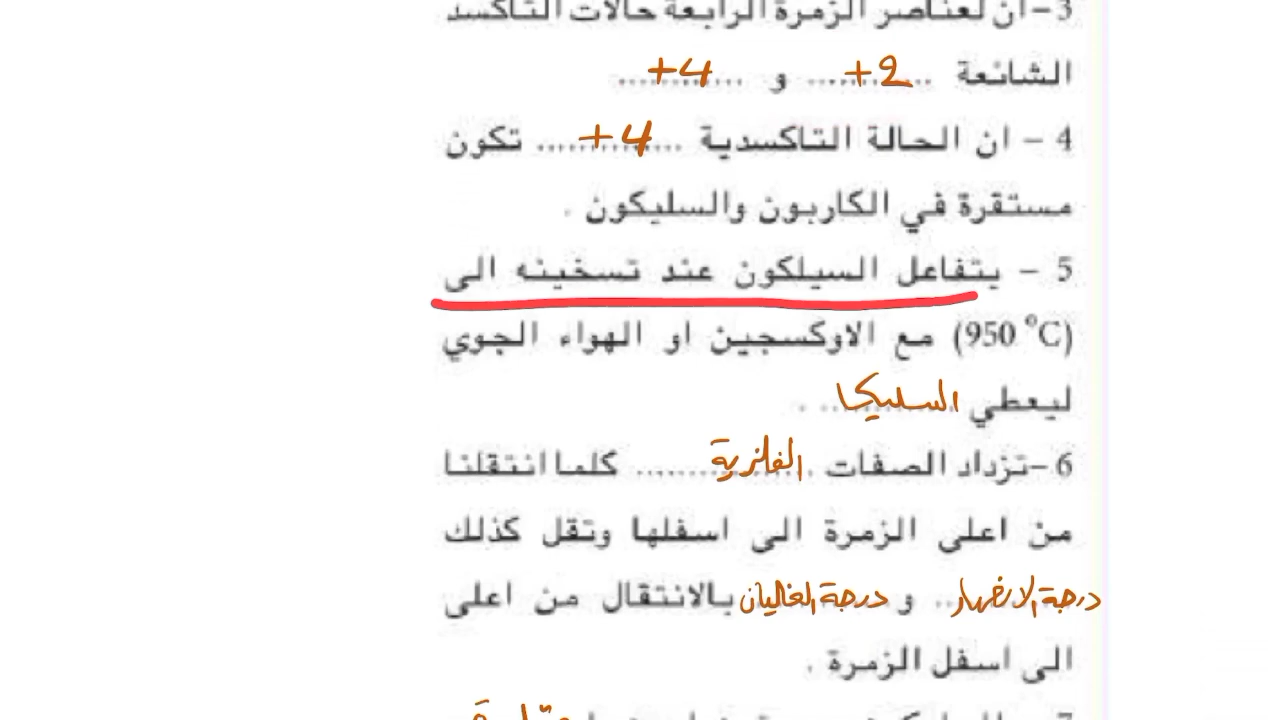 3-ان لعناصر الزمرة الرابعة حالات التاكسد
الشائعة ..+2.. و ..+4..
4 - ان الحالة التاكسدية ..+4.. تكون
مستقرة في الكاربون والسليكون .
5 - يتفاعل السيلكون عند تسخينه الى
(950 °C) مع الاوكسجين او الهواء الجوي
ليعطي السليكا .
6-تزداد الصفات الفلزية ........ كلما انتقلنا
من اعلى الزمرة الى اسفلها وتقل كذلك
درجة الانصهار .. و درجة الغاليان بالانتقال من اعلى
الى اسفل الزمرة .